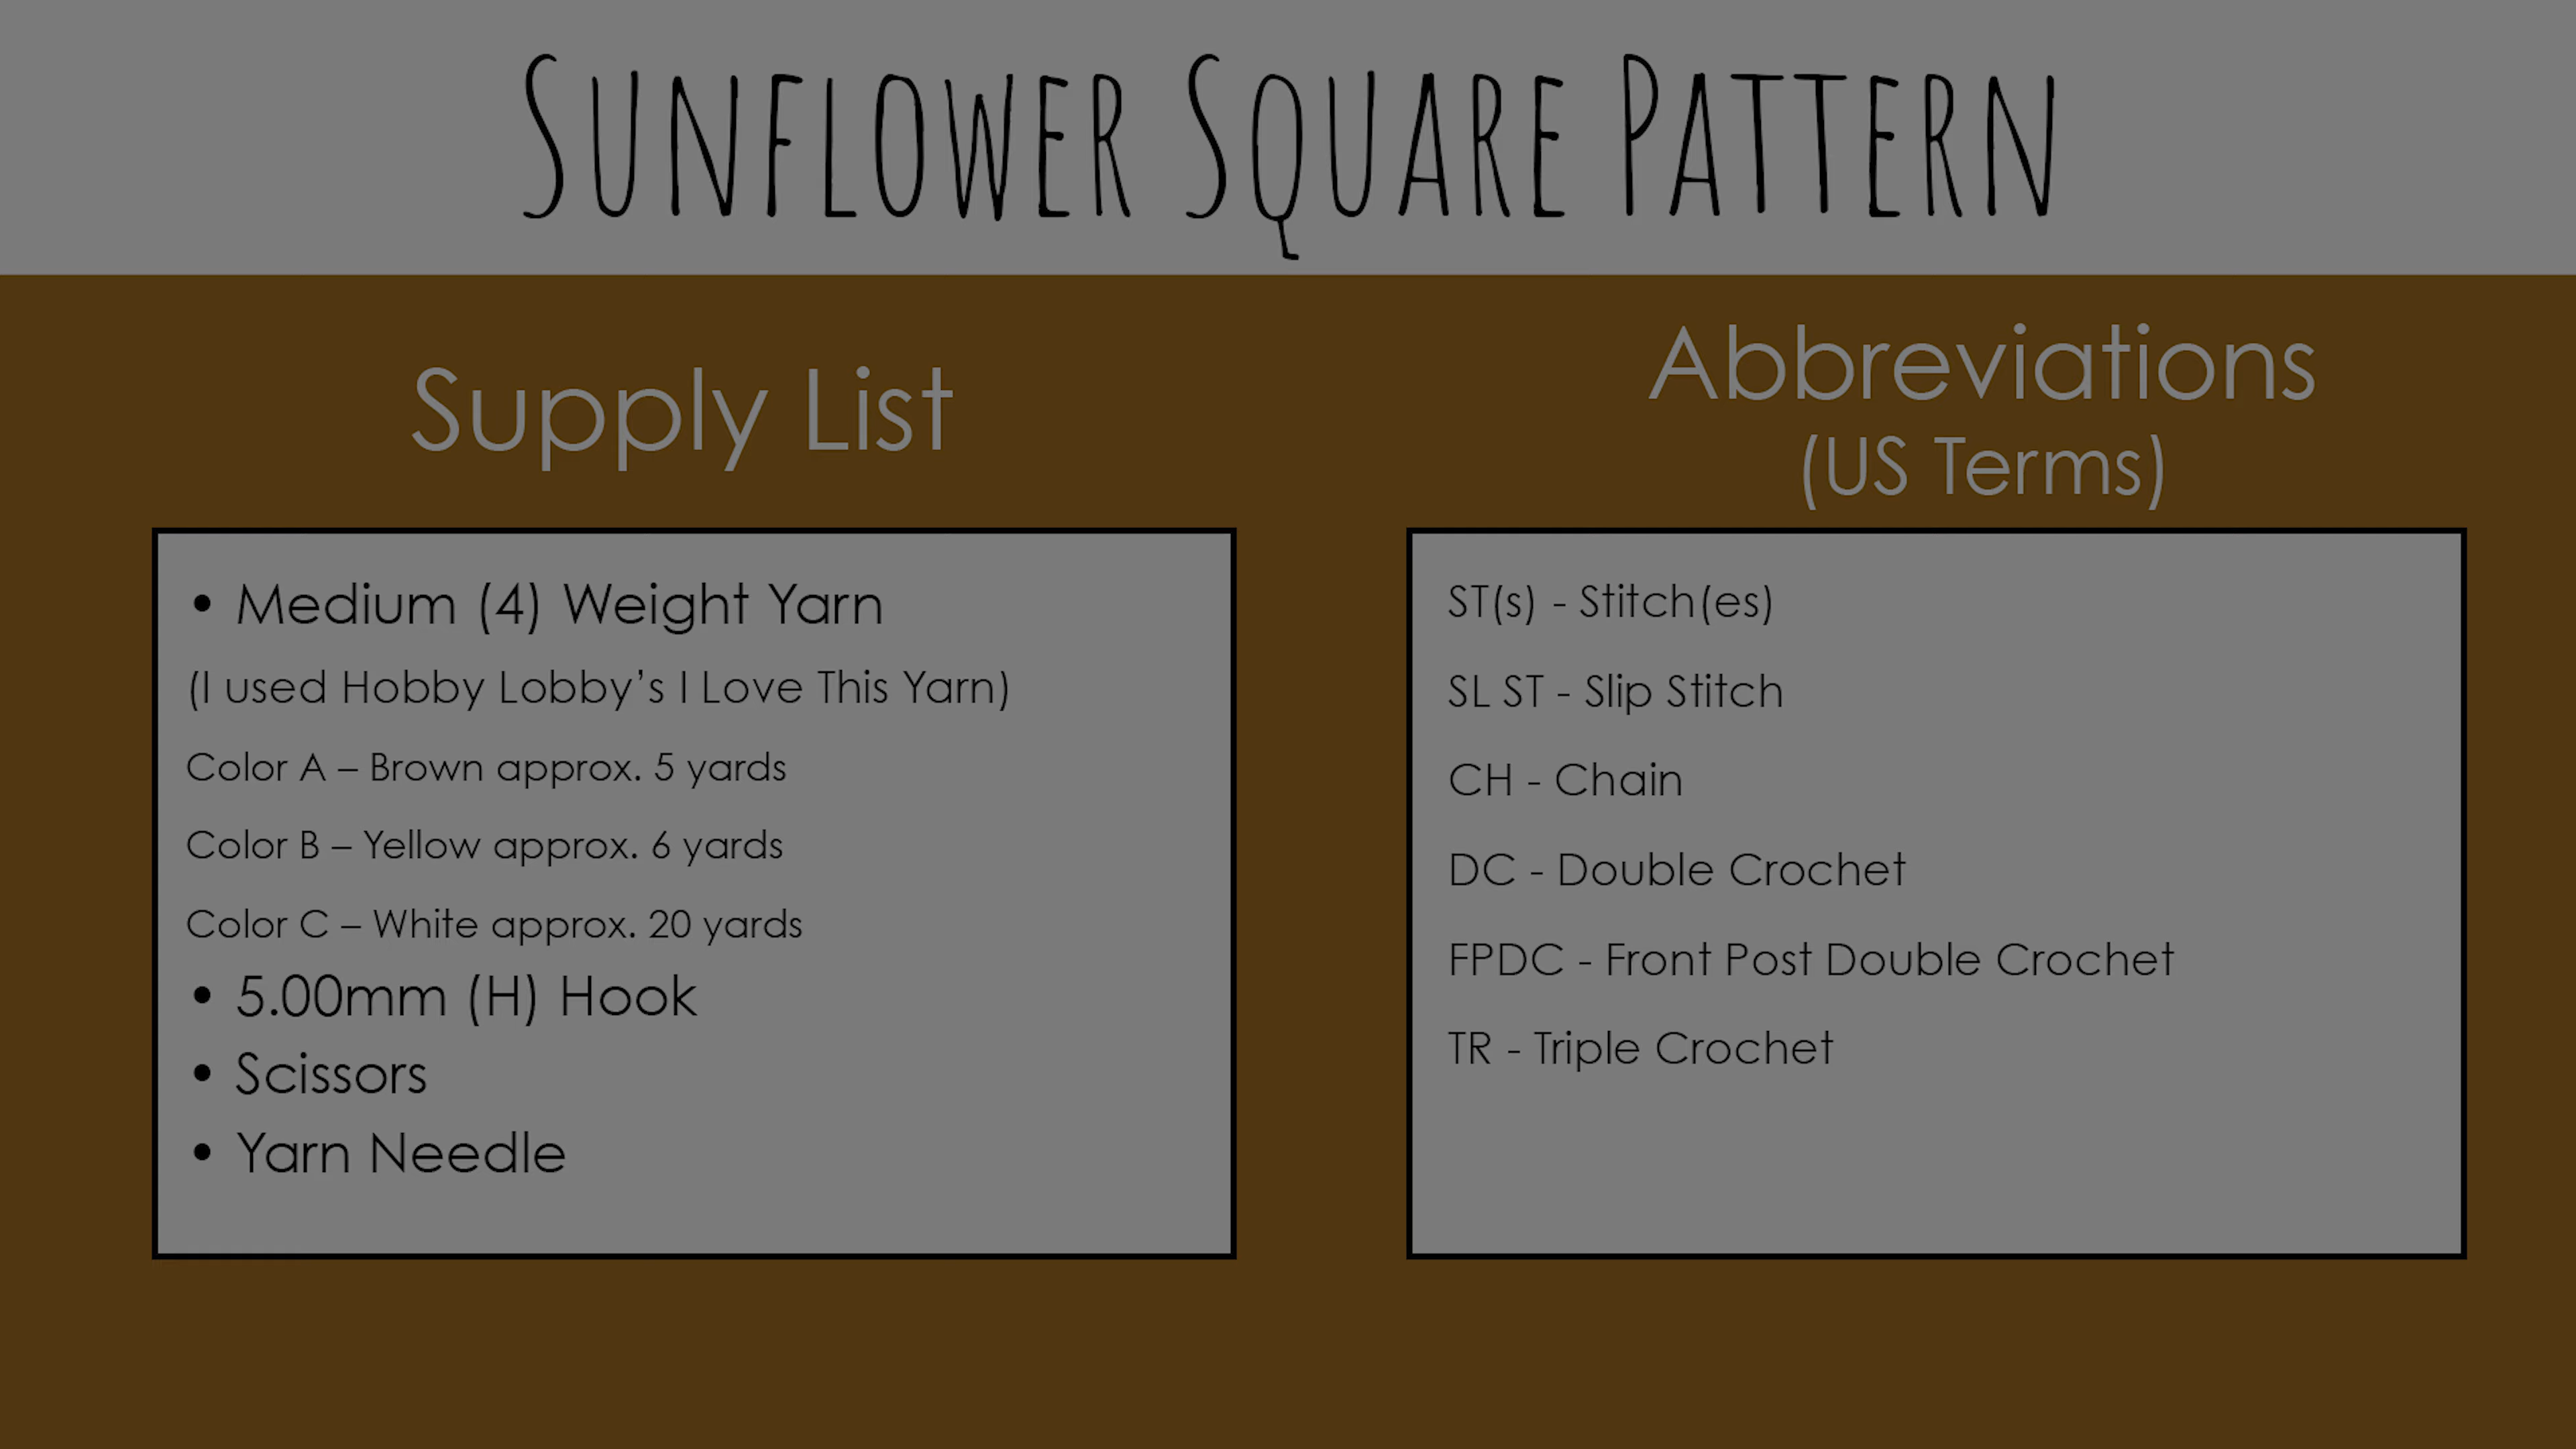 Sunflower Square Pattern
Supply List
• Medium (4) Weight Yarn
(I used Hobby Lobby’s I Love This Yarn)
Color A – Brown approx. 5 yards
Color B – Yellow approx. 6 yards
Color C – White approx. 20 yards
• 5.00mm (H) Hook
• Scissors
• Yarn Needle
Abbreviations
(US Terms)
ST(s) - Stitch(es)
SL ST - Slip Stitch
CH - Chain
DC - Double Crochet
FPDC - Front Post Double Crochet
TR - Triple Crochet